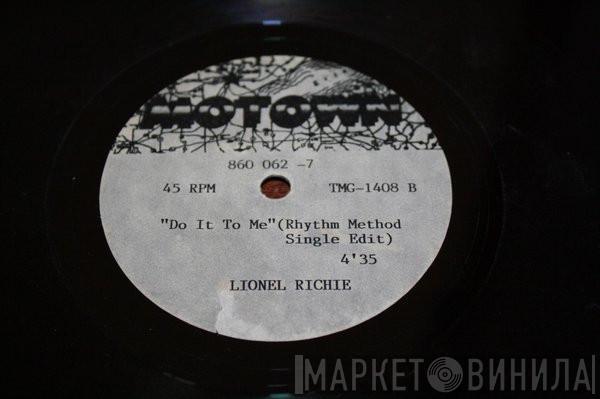 MOTOWN
860 062 -7
45 RPM TMG-1408 B
"Do It To Me"(Rhythm Method
Single Edit)
4'35
LIONEL RICHIE
МАРКЕТ ВИНИЛА